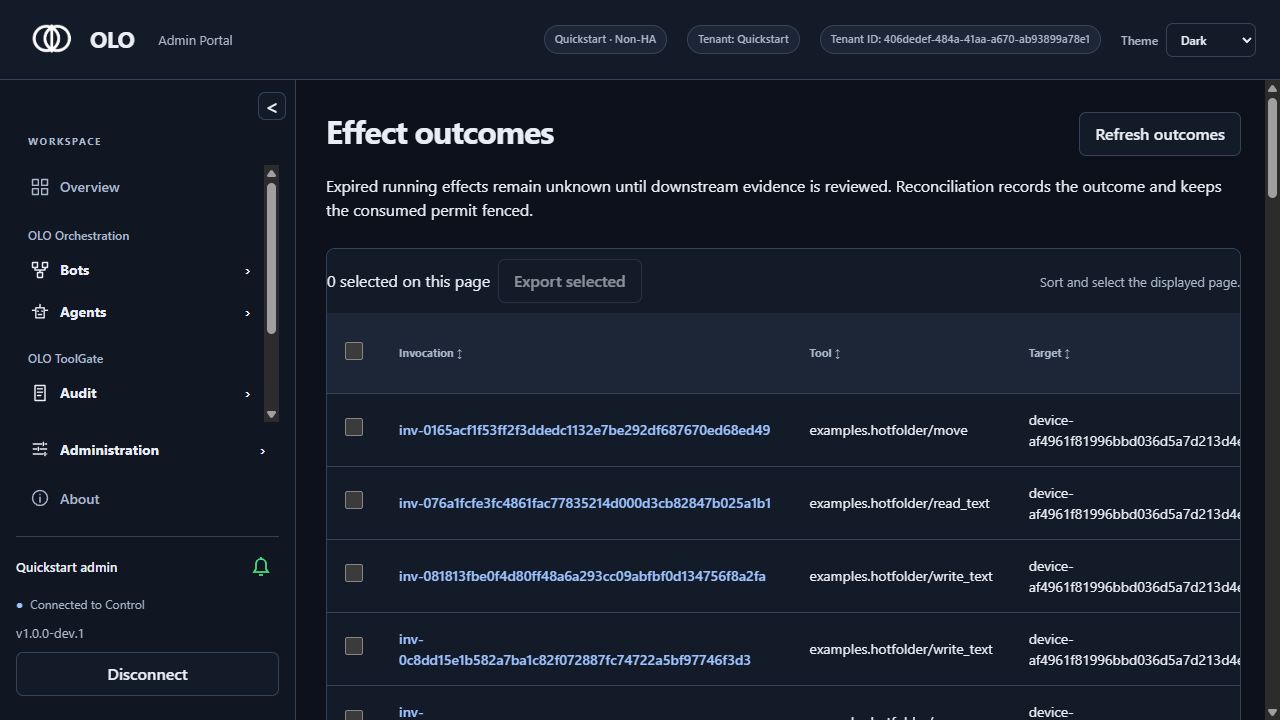 OLO
Admin Portal
Quickstart · Non-HA
Tenant: Quickstart
Tenant ID: 406dedef-484a-41aa-a670-ab93899a78e1
Theme
Dark
<
WORKSPACE
Overview
OLO Orchestration
Bots ›
Agents ›
OLO ToolGate
Audit ›
Administration ›
About
Quickstart admin
Connected to Control
v1.0.0-dev.1
Disconnect
Effect outcomes
Refresh outcomes
Expired running effects remain unknown until downstream evidence is reviewed. Reconciliation records the outcome and keeps
the consumed permit fenced.
0 selected on this page
Export selected
Sort and select the displayed page.
Invocation ↕
Tool ↕
Target ↕
inv-0165acf1f53ff2f3ddedc1132e7be292df687670ed68ed49
examples.hotfolder/move
device-
af4961f81996bbd036d5a7d213d4e
inv-076a1fcfe3fc4861fac77835214d000d3cb82847b025a1b1
examples.hotfolder/read_text
device-
af4961f81996bbd036d5a7d213d4e
inv-081813fbe0f4d80ff48a6a293cc09abfbf0d134756f8a2fa
examples.hotfolder/write_text
device-
af4961f81996bbd036d5a7d213d4e
inv-
0c8dd15e1b582a7ba1c82f072887fc74722a5bf97746f3d3
examples.hotfolder/write_text
device-
af4961f81996bbd036d5a7d213d4e
inv-
device-